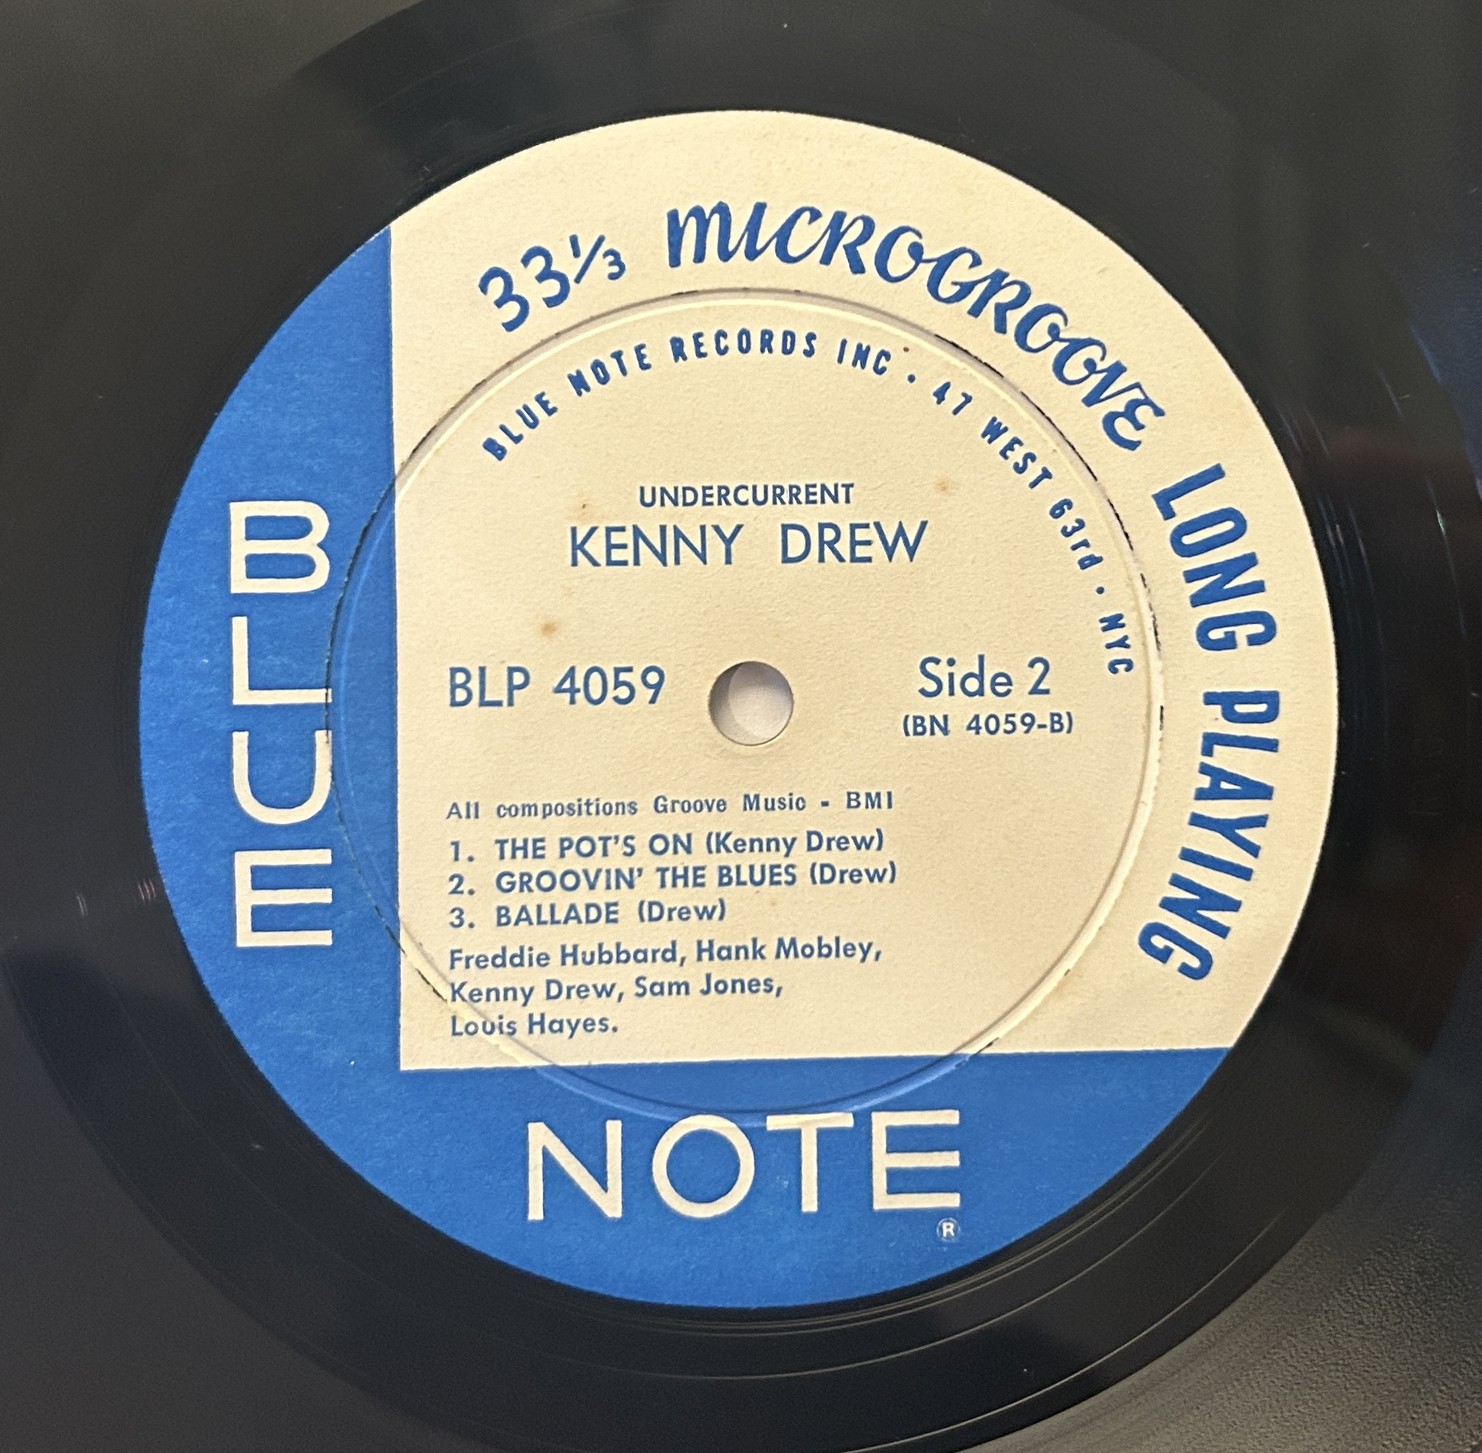 33⅓ MICROGROOVE LONG PLAYING
BLUE NOTE RECORDS INC · 47 WEST 63rd · NYC
UNDERCURRENT
KENNY DREW
BLP 4059
Side 2
(BN 4059-B)
All compositions Groove Music - BMI
1. THE POT'S ON (Kenny Drew)
2. GROOVIN' THE BLUES (Drew)
3. BALLADE (Drew)
Freddie Hubbard, Hank Mobley,
Kenny Drew, Sam Jones,
Louis Hayes.
BLUE
NOTE
®